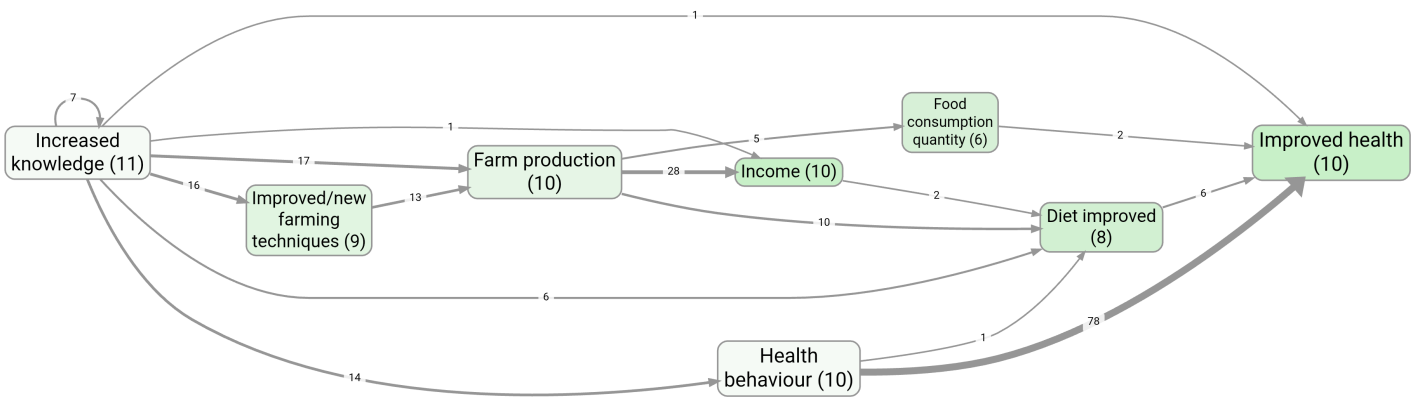 1
7
Increased
knowledge (11)
1
17
16
Improved/new
farming
techniques (9)
13
Farm production
(10)
5
28
10
Income (10)
Food
consumption
quantity (6)
2
2
Diet improved
(8)
6
Improved health
(10)
6
14
Health
behaviour (10)
1
78